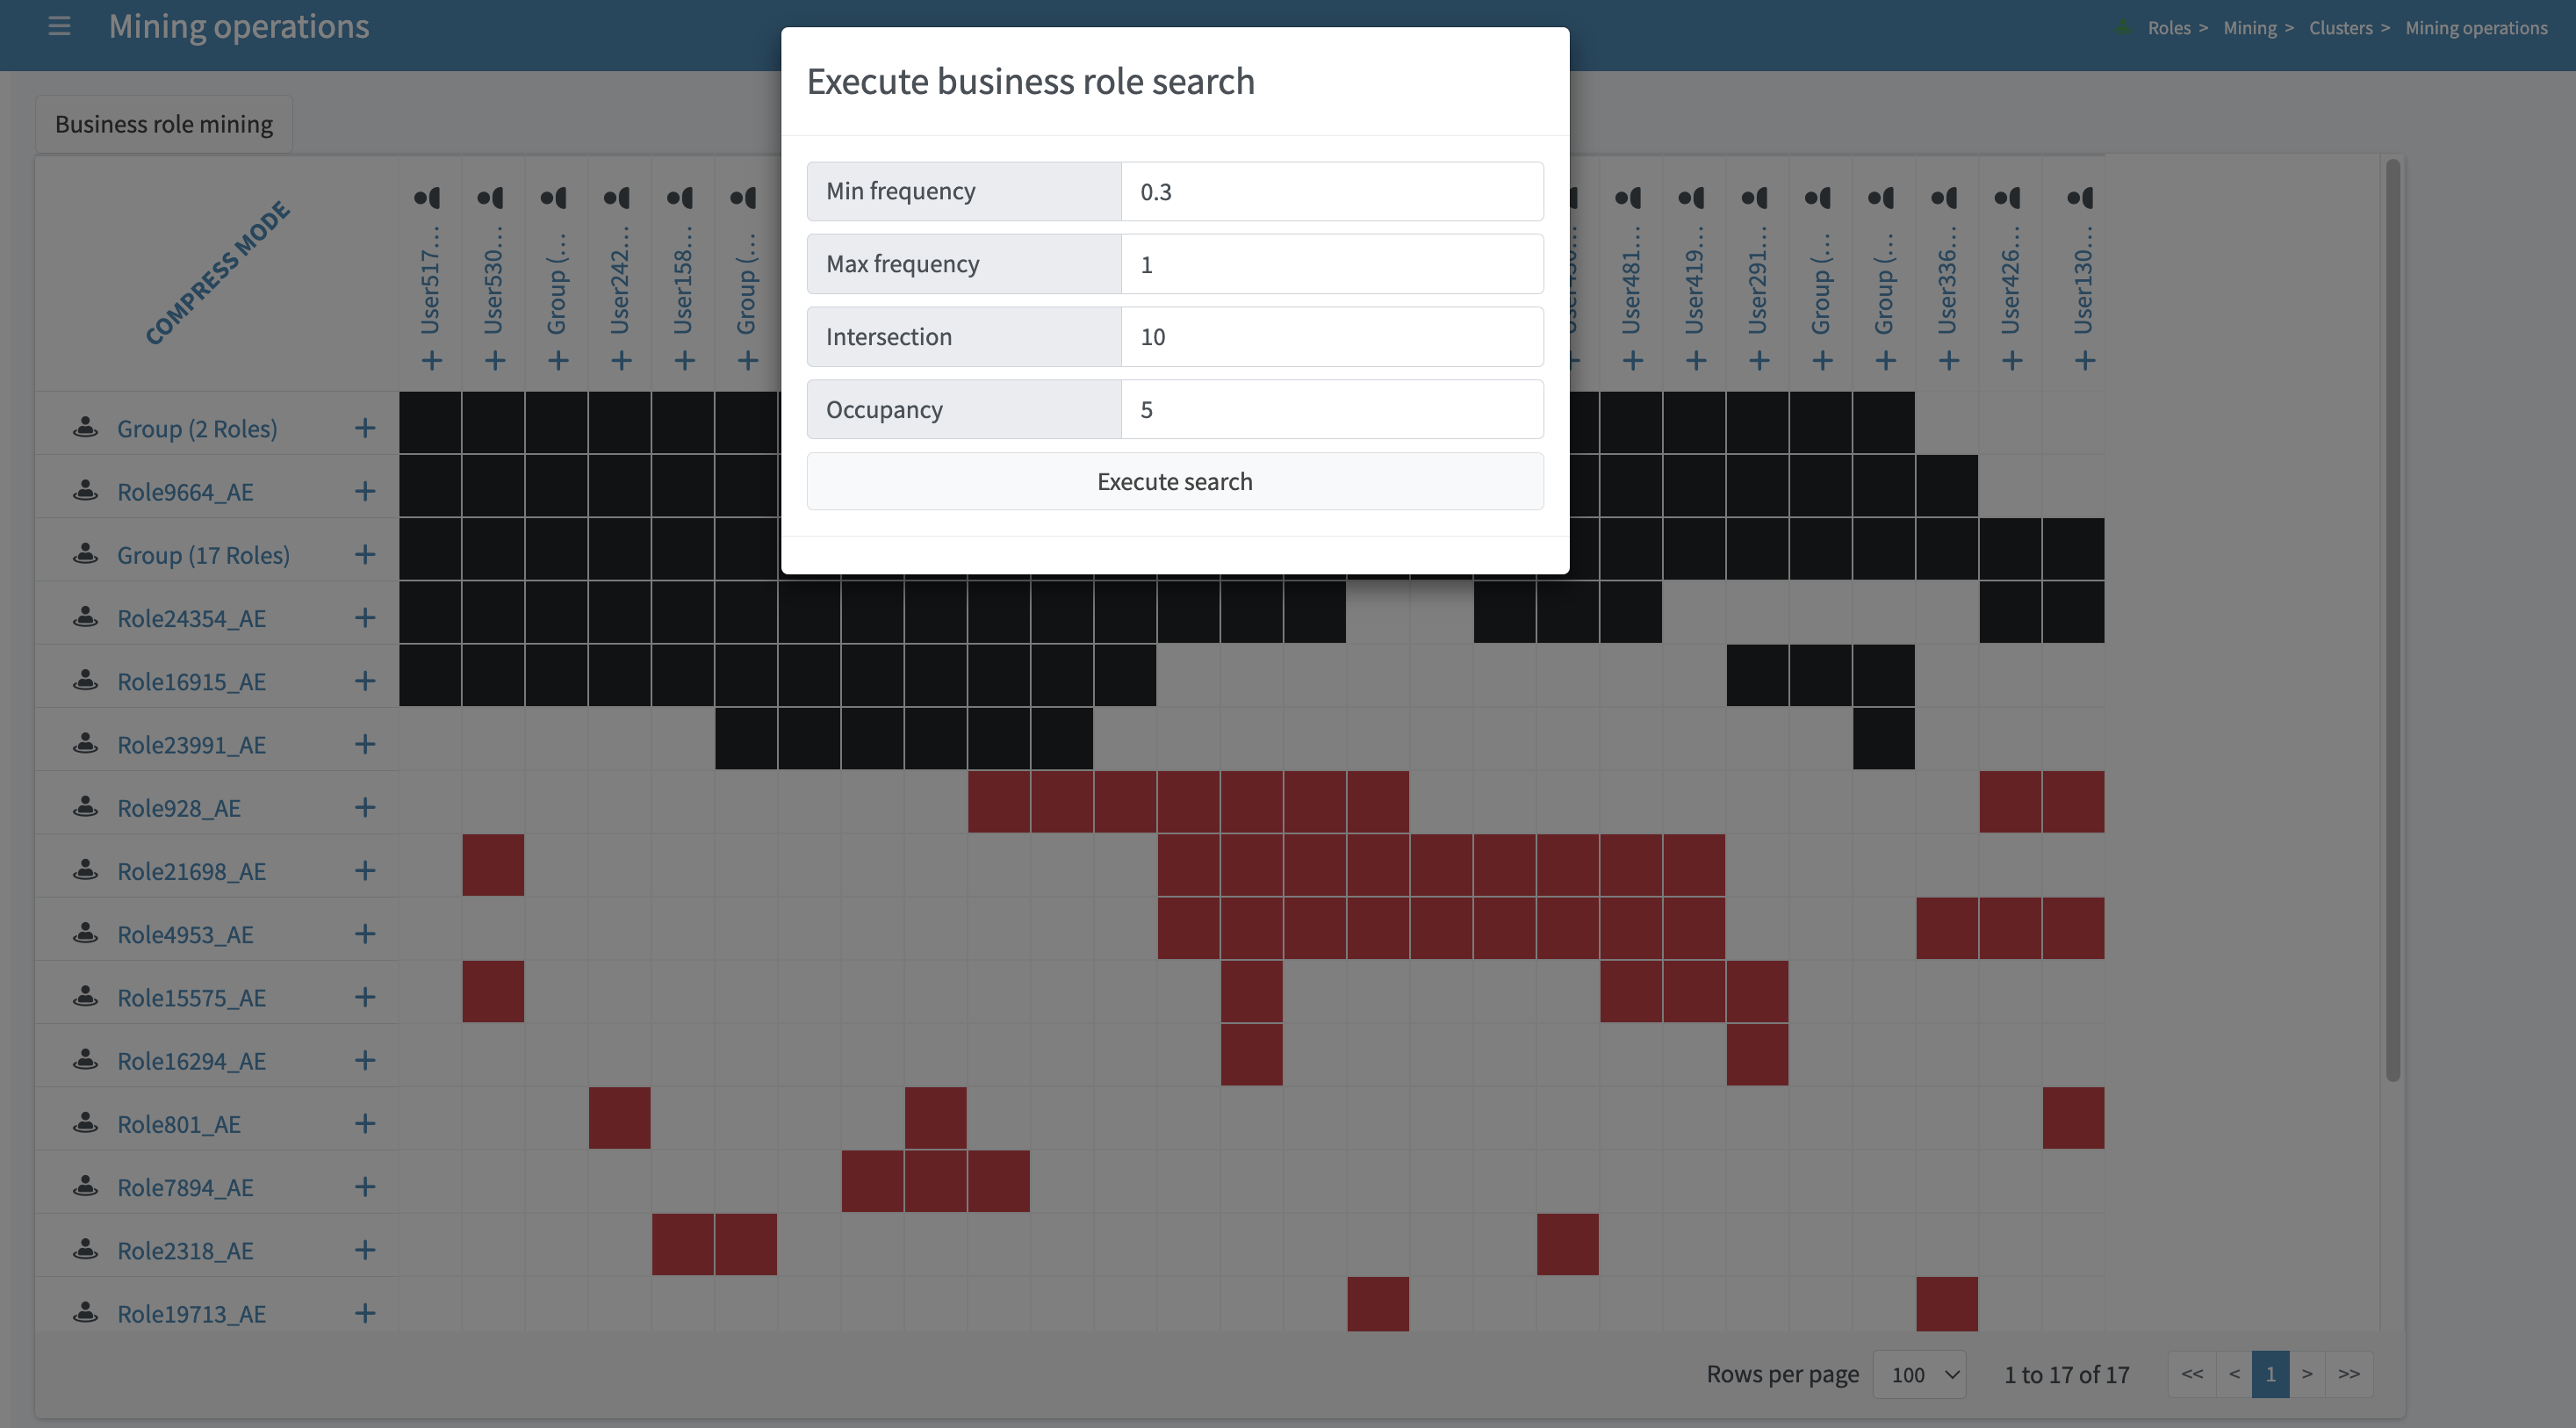 Mining operations
Roles > Mining > Clusters > Mining operations
Business role mining
Execute business role search
Min frequency 0.3
Max frequency 1
Intersection 10
Occupancy 5
Execute search
COMPRESS MODE
User517...
User530...
Group (...
User242...
User158...
Group (...
User481...
User419...
User291...
Group (...
Group (...
User336...
User426...
User130...
Group (2 Roles)
Role9664_AE
Group (17 Roles)
Role24354_AE
Role16915_AE
Role23991_AE
Role928_AE
Role21698_AE
Role4953_AE
Role15575_AE
Role16294_AE
Role801_AE
Role7894_AE
Role2318_AE
Role19713_AE
Rows per page 100 1 to 17 of 17 << < 1 > >>